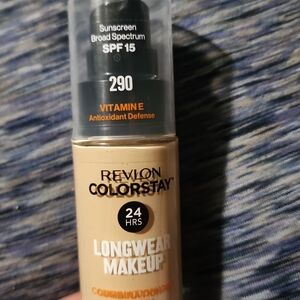 Sunscreen
Broad Spectrum
SPF 15
290
VITAMIN E
Antioxidant Defense
REVLON
COLORSTAY
24
HRS
LONGWEAR
MAKEUP